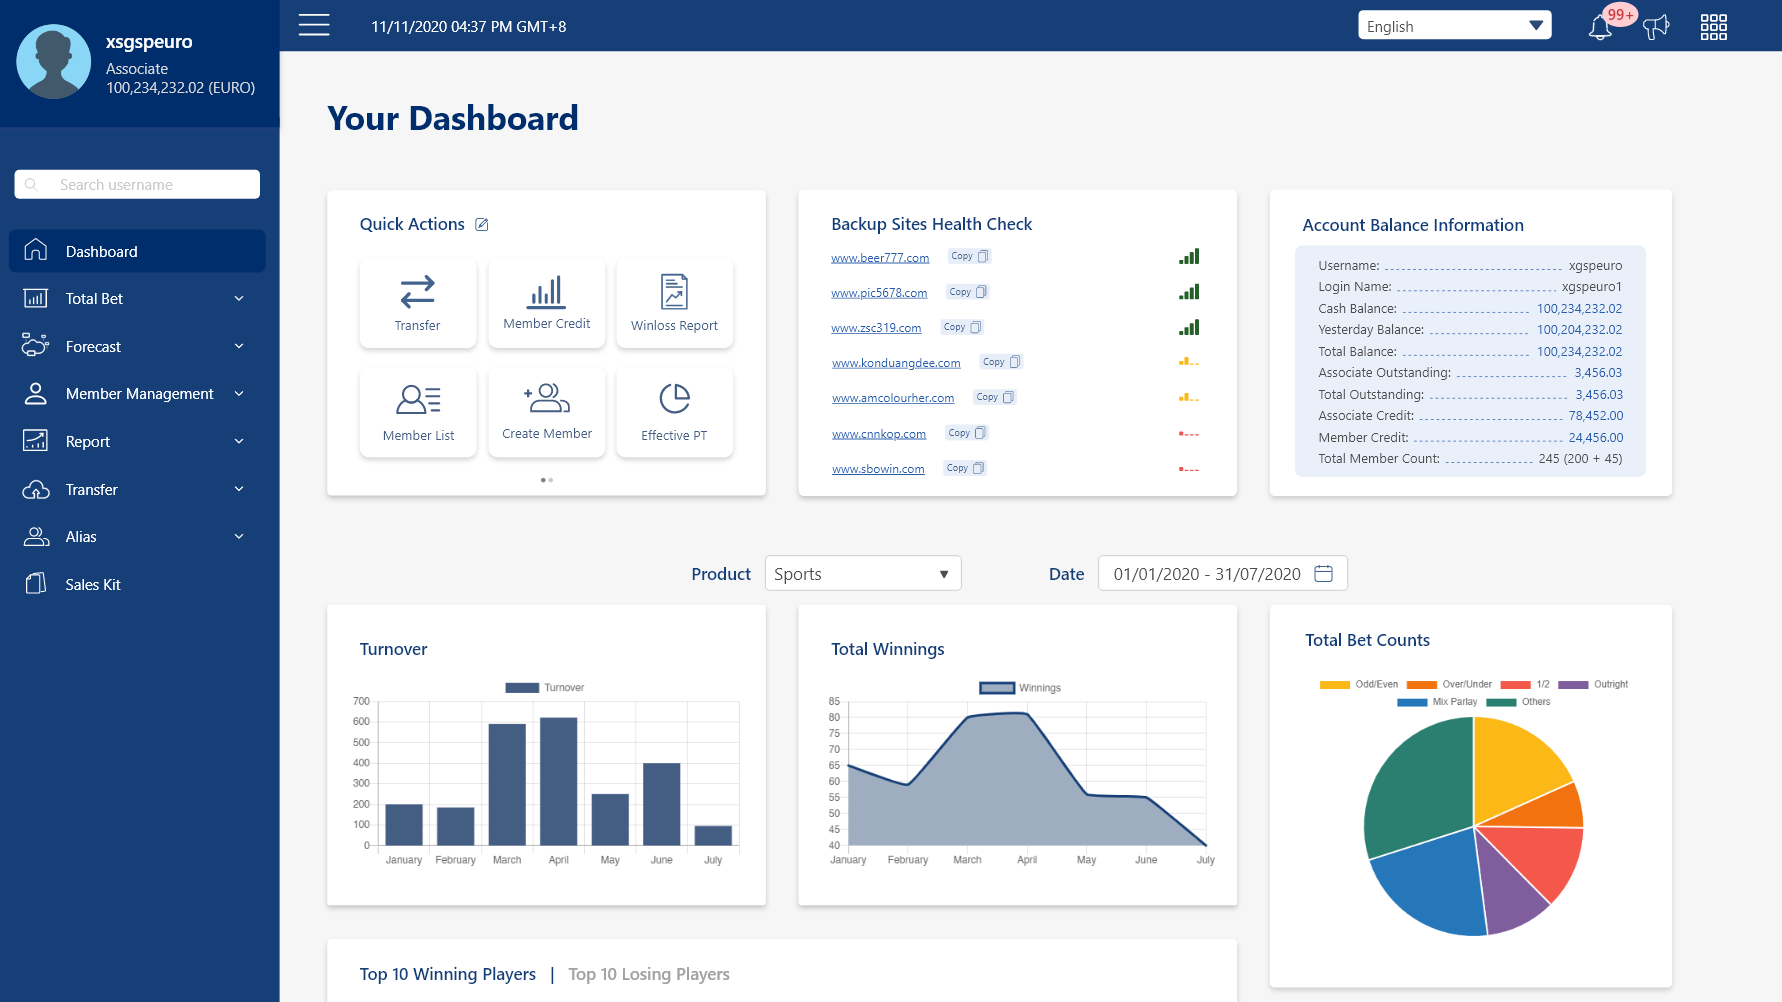 xsgspeuro
Associate
100,234,232.02 (EURO)
11/11/2020 04:37 PM GMT+8
English
99+
Search username
Dashboard
Total Bet
Forecast
Member Management
Report
Transfer
Alias
Sales Kit
Your Dashboard
Quick Actions
Transfer
Member Credit
Winloss Report
Member List
Create Member
Effective PT
Backup Sites Health Check
www.beer777.com Copy
www.pic5678.com Copy
www.zsc319.com Copy
www.konduangdee.com Copy
www.amcolourher.com Copy
www.cnnkop.com Copy
www.sbowin.com Copy
Account Balance Information
Username: xgspeuro
Login Name: xgspeuro1
Cash Balance: 100,234,232.02
Yesterday Balance: 100,204,232.02
Total Balance: 100,234,232.02
Associate Outstanding: 3,456.03
Total Outstanding: 3,456.03
Associate Credit: 78,452.00
Member Credit: 24,456.00
Total Member Count: 245 (200 + 45)
Product Sports
Date 01/01/2020 - 31/07/2020
Turnover
Turnover
700
600
500
400
300
200
100
0
January February March April May June July
Total Winnings
Winnings
85
80
75
70
65
60
55
50
45
40
January February March April May June July
Total Bet Counts
Odd/Even Over/Under 1/2 Outright
Mix Parlay Others
Top 10 Winning Players | Top 10 Losing Players